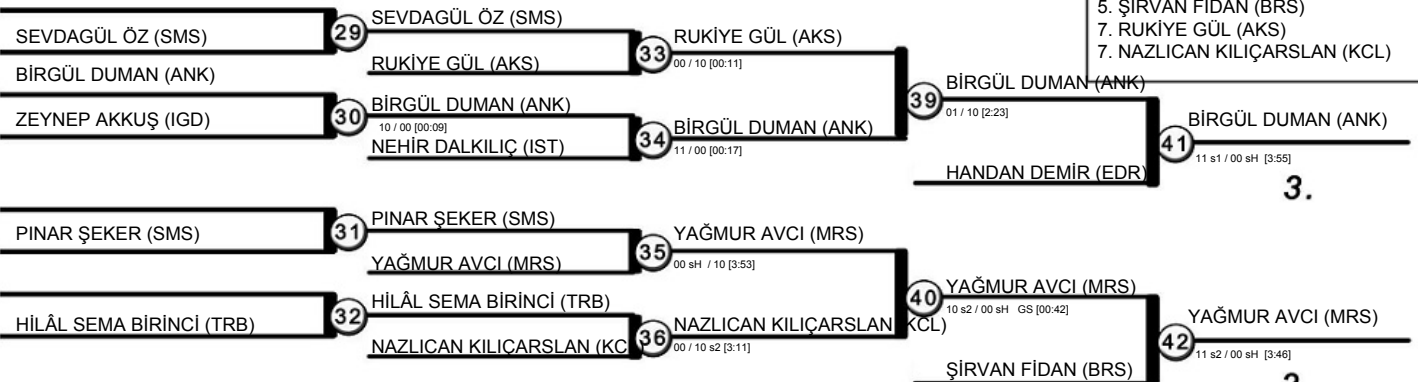 5. ŞİRVAN FİDAN (BRS)
7. RUKİYE GÜL (AKS)
7. NAZLICAN KILIÇARSLAN (KCL)
SEVDAGÜL ÖZ (SMS)
BİRGÜL DUMAN (ANK)
ZEYNEP AKKUŞ (IGD)
PINAR ŞEKER (SMS)
HİLÂL SEMA BİRİNCİ (TRB)
29
30
31
32
SEVDAGÜL ÖZ (SMS)
RUKİYE GÜL (AKS)
BİRGÜL DUMAN (ANK)
10 / 00 [00:09]
NEHİR DALKILIÇ (IST)
PINAR ŞEKER (SMS)
YAĞMUR AVCI (MRS)
HİLÂL SEMA BİRİNCİ (TRB)
NAZLICAN KILIÇARSLAN (KC
33
34
35
36
RUKİYE GÜL (AKS)
00 / 10 [00:11]
BİRGÜL DUMAN (ANK)
11 / 00 [00:17]
YAĞMUR AVCI (MRS)
00 sH / 10 [3:53]
NAZLICAN KILIÇARSLAN (KCL)
00 / 10 s2 [3:11]
39
40
BİRGÜL DUMAN (ANK)
01 / 10 [2:23]
HANDAN DEMİR (EDR)
YAĞMUR AVCI (MRS)
10 s2 / 00 sH GS [00:42]
ŞİRVAN FİDAN (BRS)
41
42
BİRGÜL DUMAN (ANK)
11 s1 / 00 sH [3:55]
3.
YAĞMUR AVCI (MRS)
11 s2 / 00 sH [3:46]